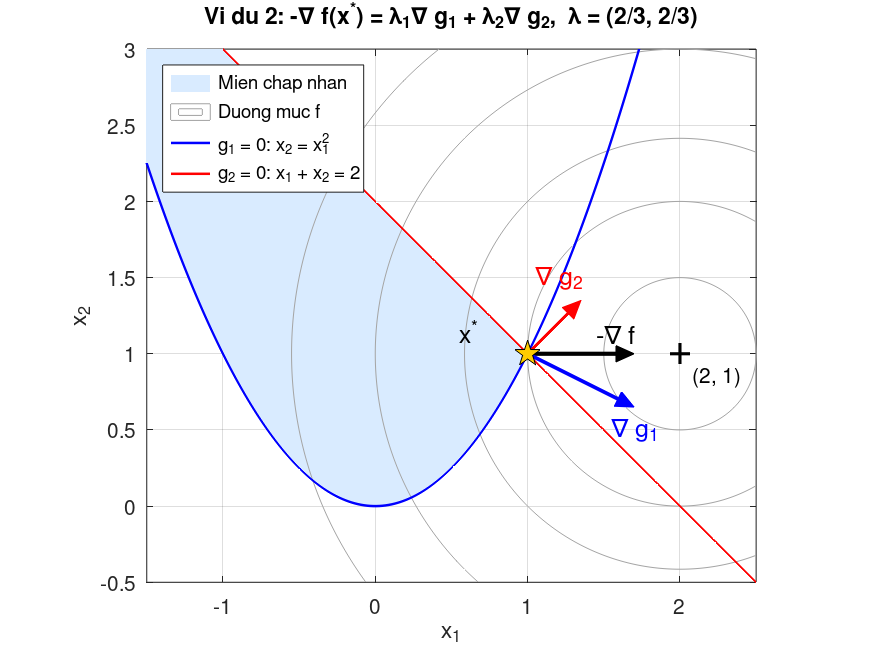 Vi du 2: -∇ f(x*) = λ₁∇ g₁ + λ₂∇ g₂,  λ = (2/3, 2/3)
3
2.5
2
1.5
1
0.5
0
-0.5
x₂
Mien chap nhan
Duong muc f
g₁ = 0: x₂ = x₁²
g₂ = 0: x₁ + x₂ = 2
∇ g₂
x*
-∇ f
(2, 1)
∇ g₁
-1
0
1
2
x₁